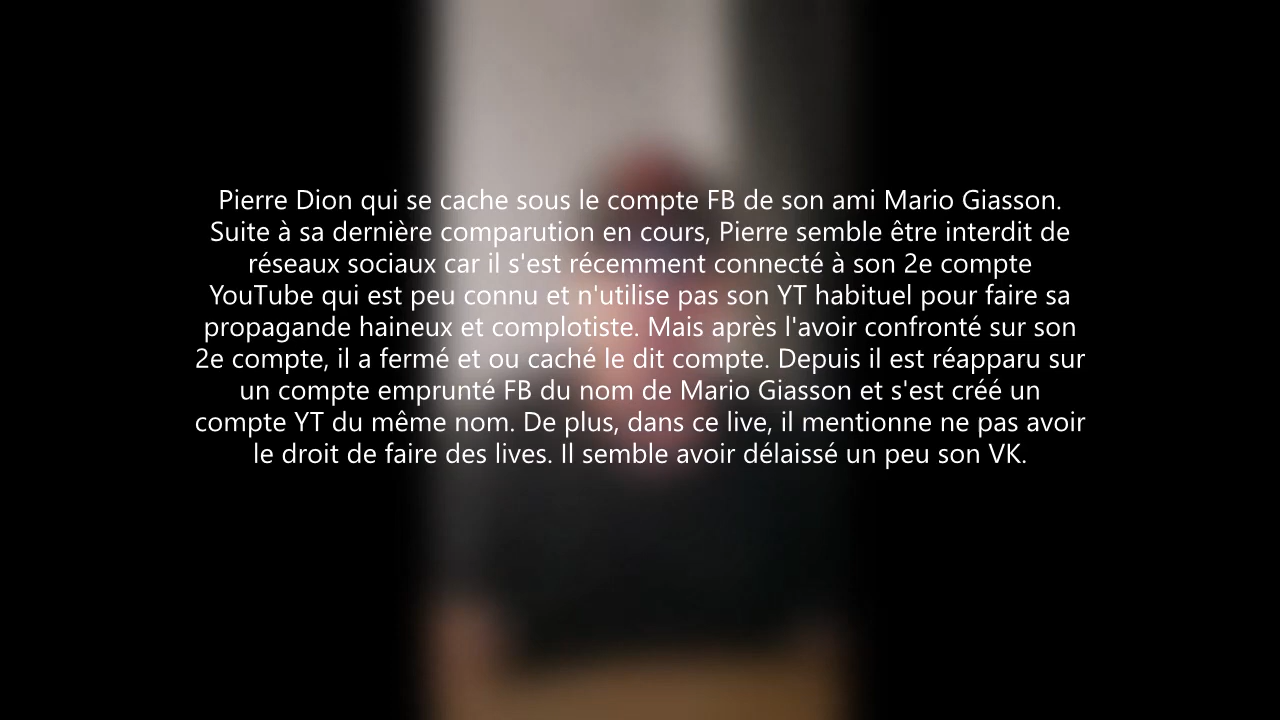 Pierre Dion qui se cache sous le compte FB de son ami Mario Giasson.
Suite à sa dernière comparution en cours, Pierre semble être interdit de
réseaux sociaux car il s'est récemment connecté à son 2e compte
YouTube qui est peu connu et n'utilise pas son YT habituel pour faire sa
propagande haineux et complotiste. Mais après l'avoir confronté sur son
2e compte, il a fermé et ou caché le dit compte. Depuis il est réapparu sur
un compte emprunté FB du nom de Mario Giasson et s'est créé un
compte YT du même nom. De plus, dans ce live, il mentionne ne pas avoir
le droit de faire des lives. Il semble avoir délaissé un peu son VK.